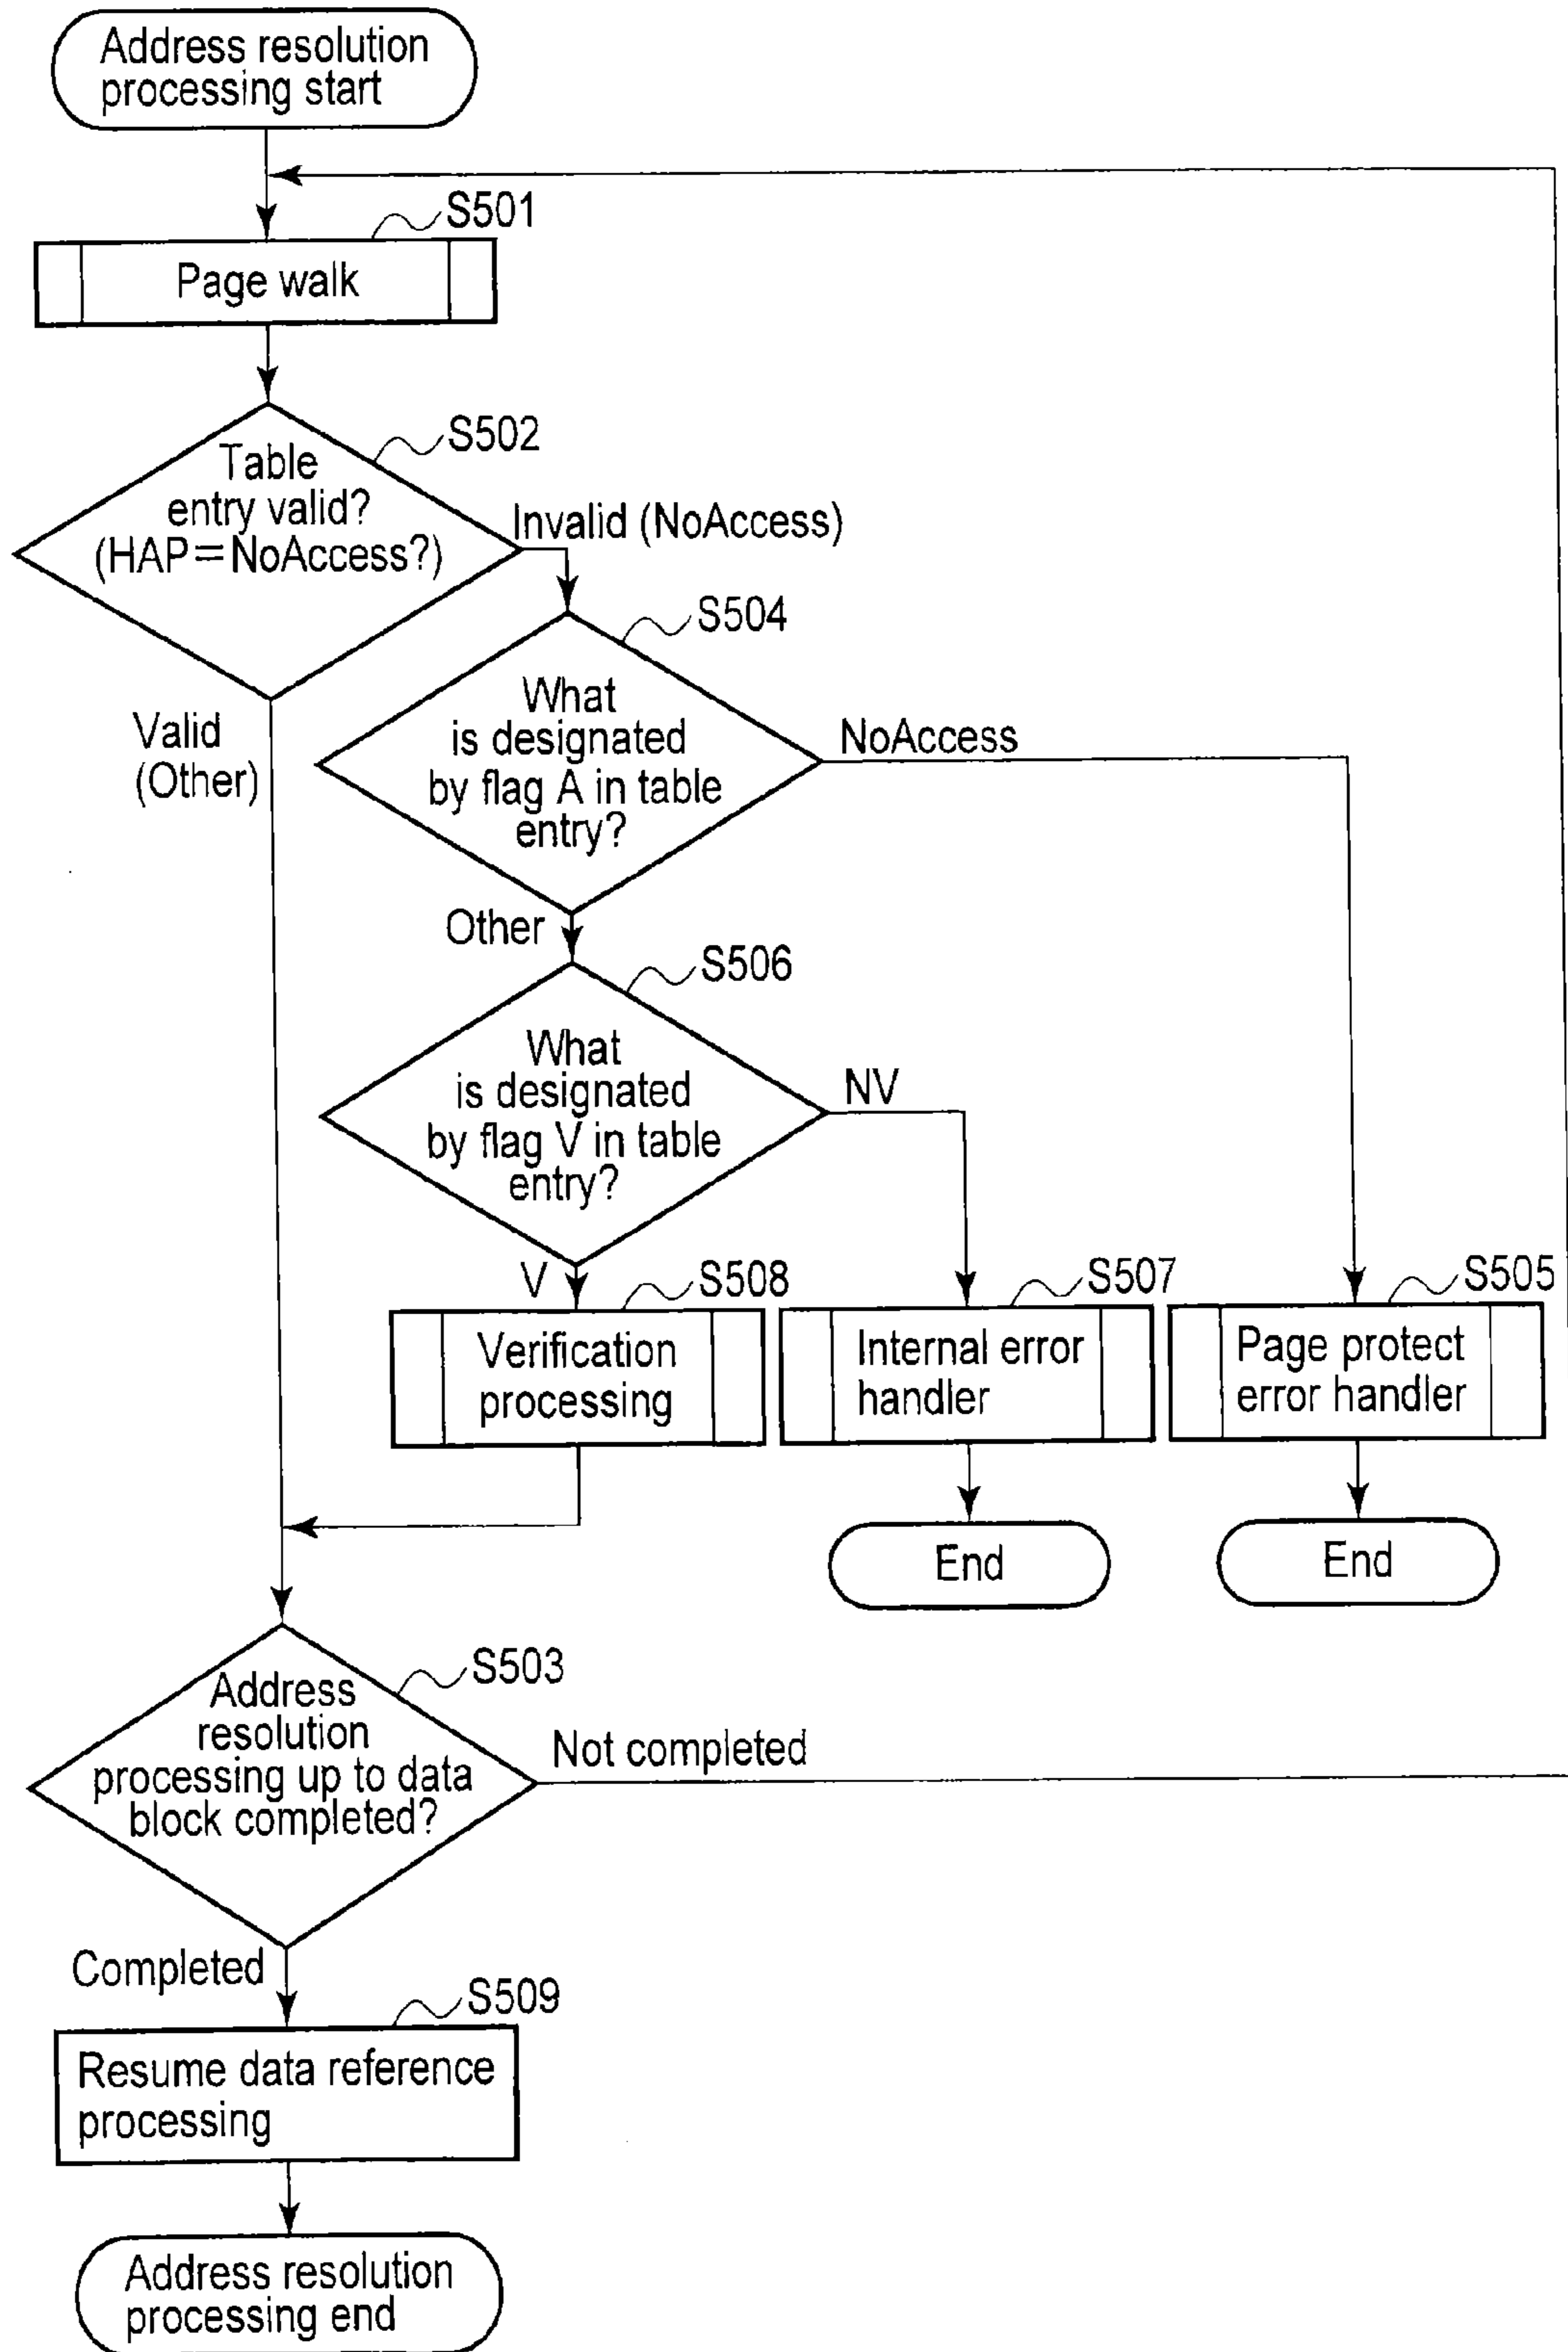 Address resolution
processing start
S501
Page walk
S502
Table
entry valid?
(HAP=NoAccess?)
Invalid (NoAccess)
Valid
(Other)
S504
What
is designated
by flag A in table
entry?
NoAccess
Other
S506
What
is designated
by flag V in table
entry?
NV
V
S508
Verification
processing
S507
Internal error
handler
S505
Page protect
error handler
End
End
S503
Address
resolution
processing up to data
block completed?
Not completed
Completed
S509
Resume data reference
processing
Address resolution
processing end